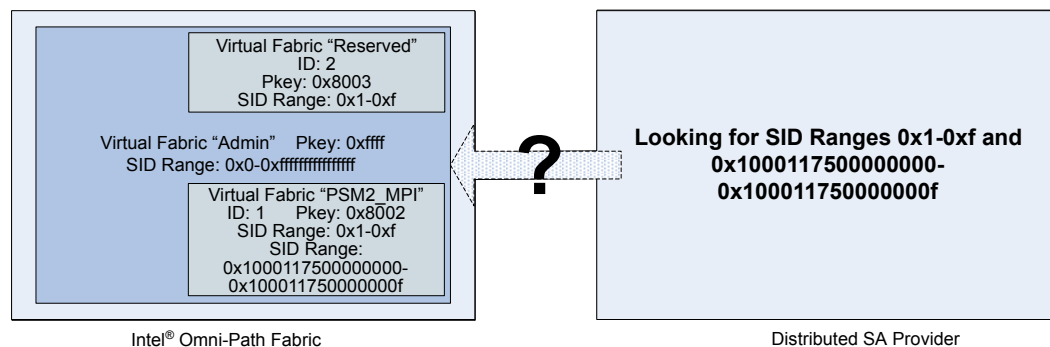 Virtual Fabric “Reserved”
ID: 2
Pkey: 0x8003
SID Range: 0x1-0xf
Virtual Fabric “Admin” Pkey: 0xffff
SID Range: 0x0-0xffffffffffffffff
Virtual Fabric “PSM2_MPI”
ID: 1 Pkey: 0x8002
SID Range: 0x1-0xf
SID Range:
0x1000117500000000-
0x100011750000000f
Intel® Omni-Path Fabric
?
Looking for SID Ranges 0x1-0xf and
0x1000117500000000-
0x100011750000000f
Distributed SA Provider